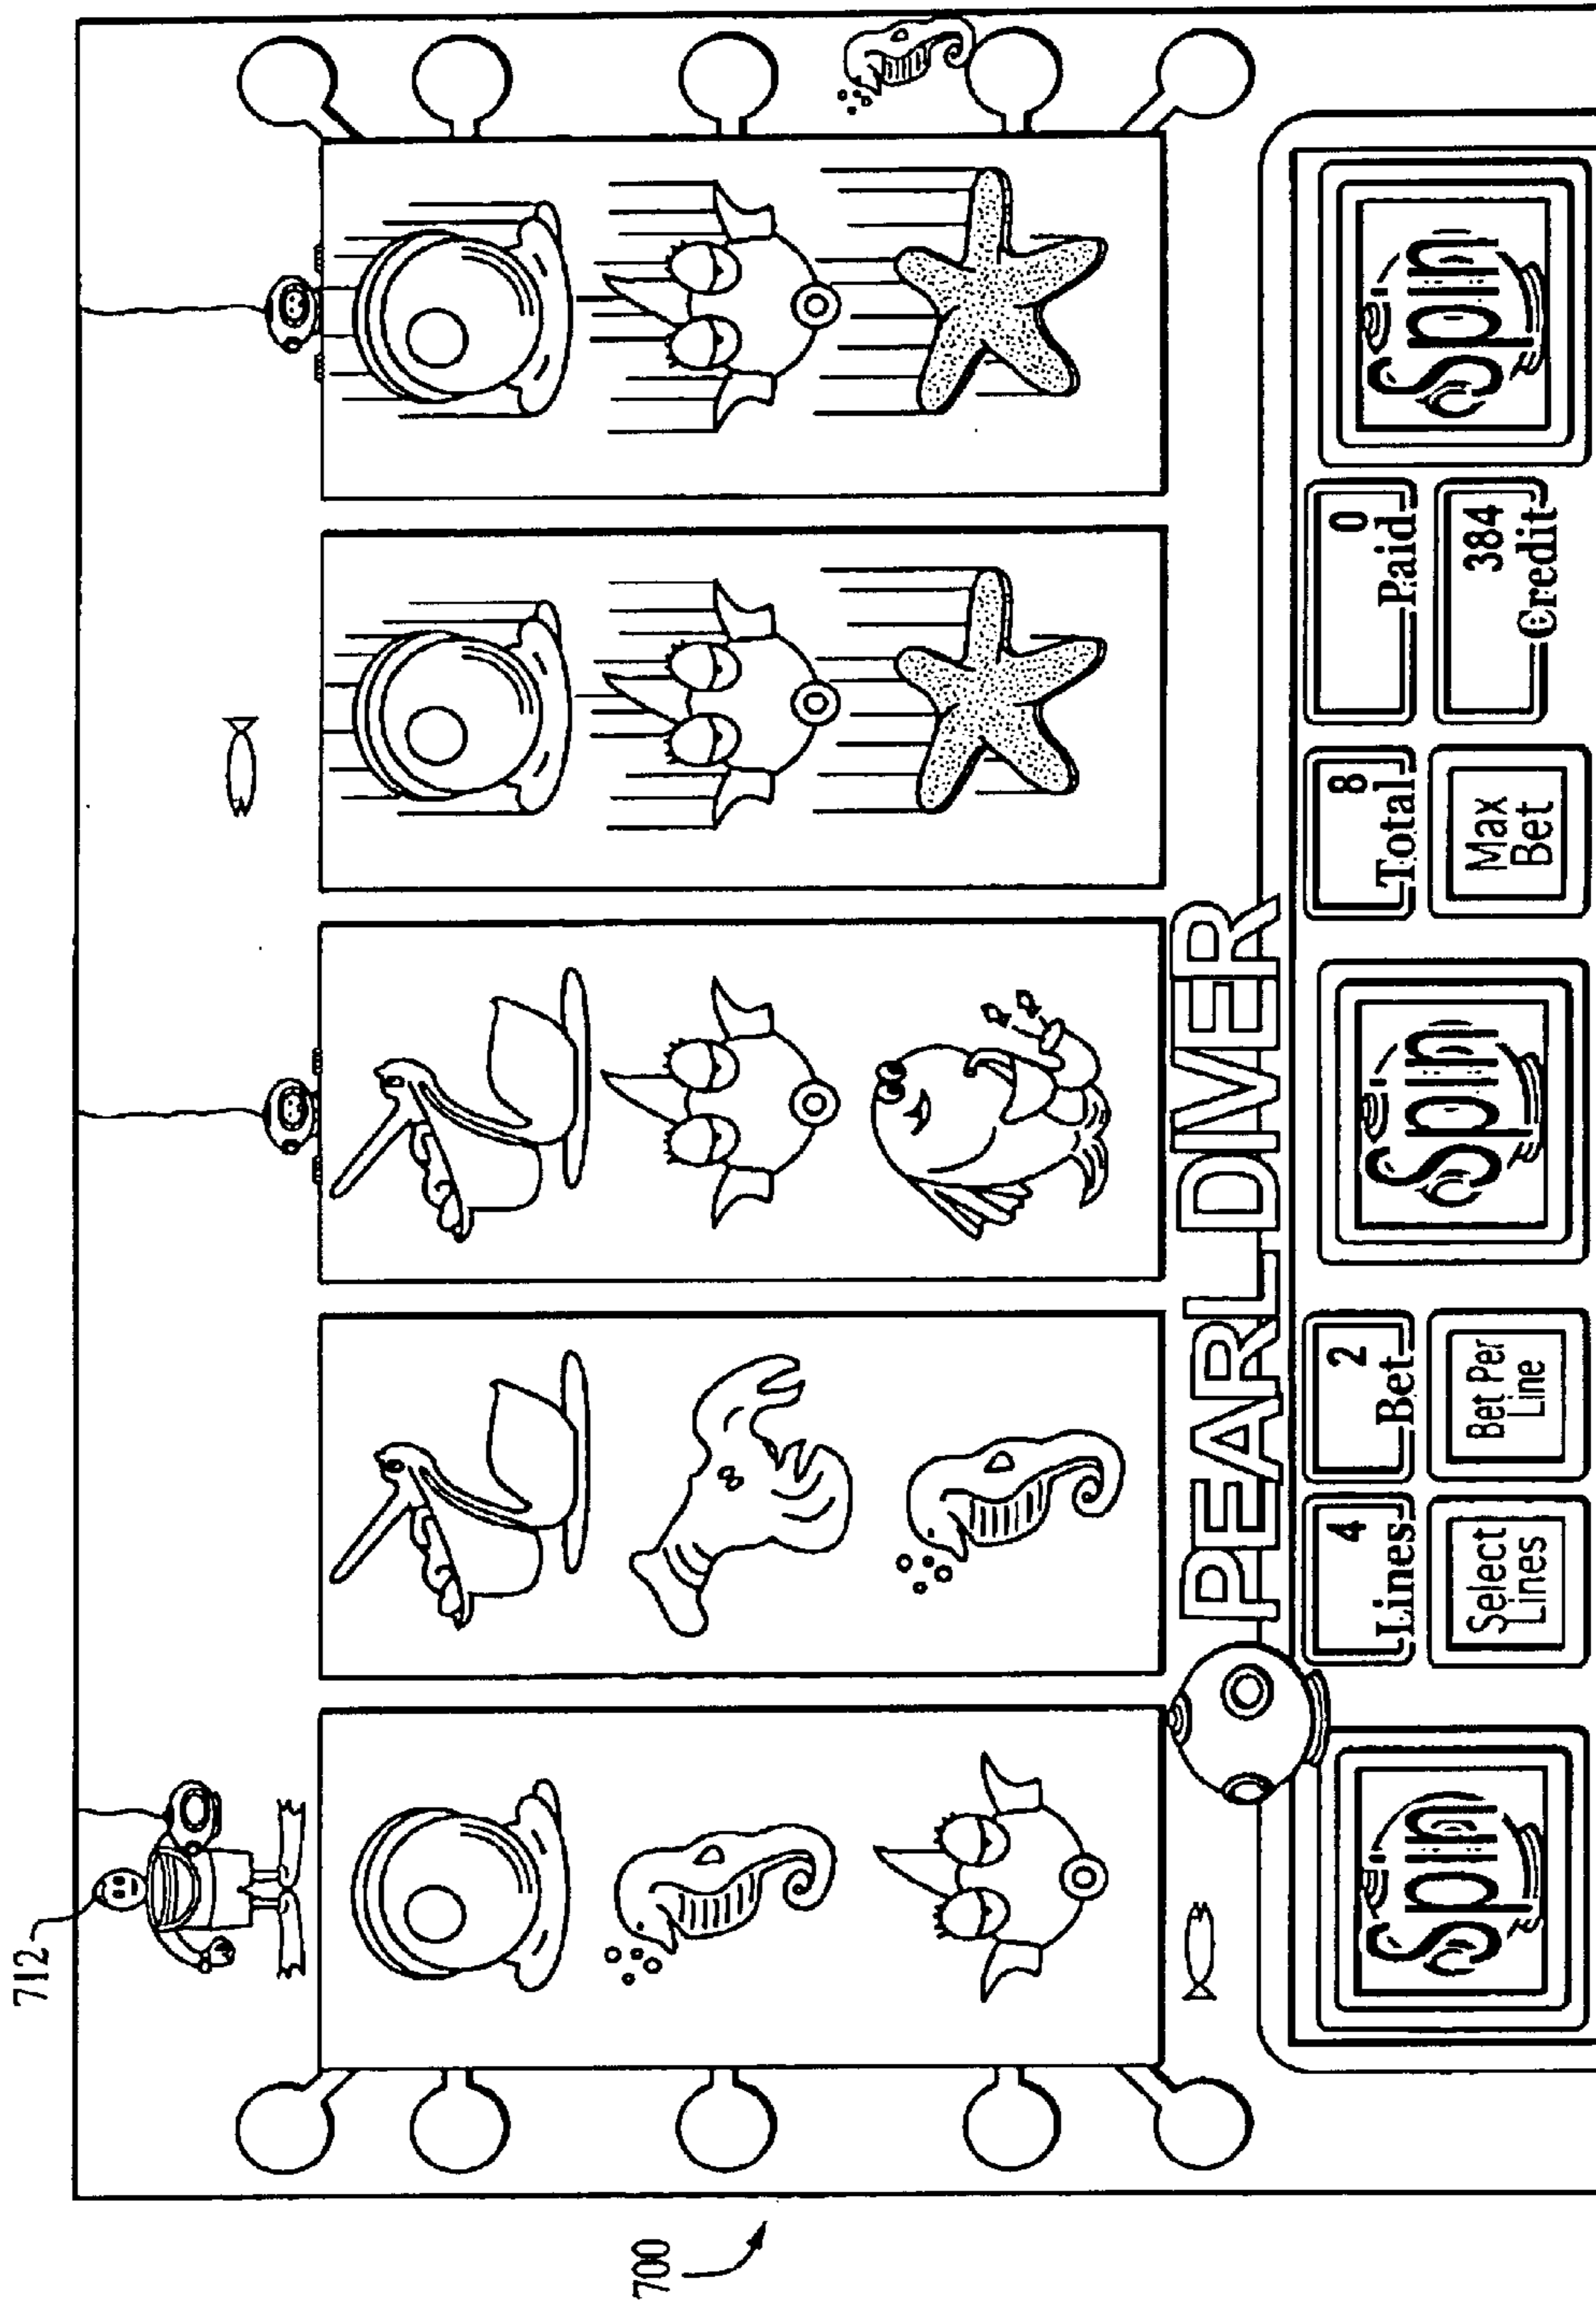 712
700
PEARL DIVER
Spin
Lines 4
Bet 2
Spin
Total 8
Paid 0
Spin
Select
Lines
Bet Per
Line
Max
Bet
Credit 384